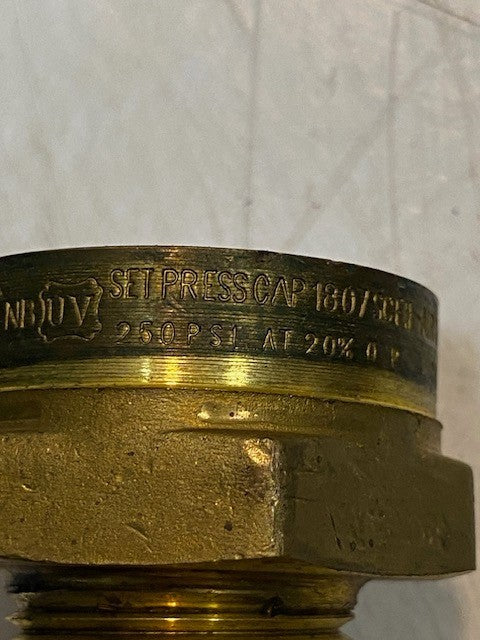 NB UV SET PRESS CAP 180/SCFM
250 PSI AT 20% O P